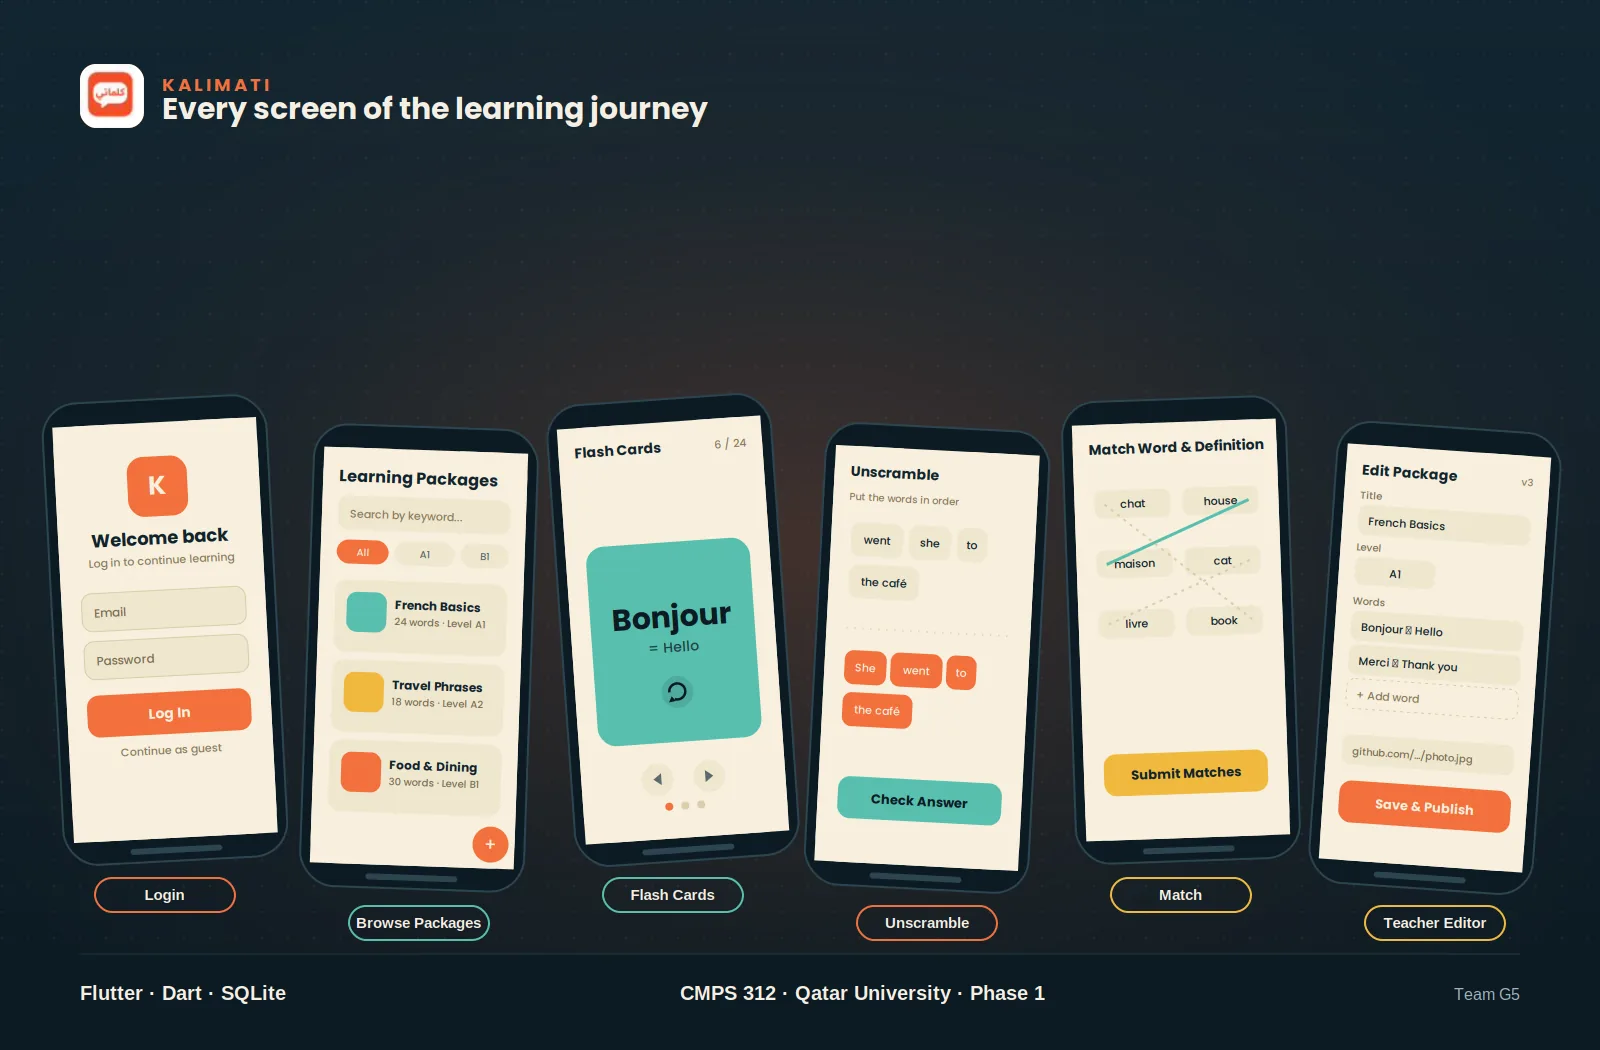 كلماتي
KALIMATI
Every screen of the learning journey
K
Welcome back
Log in to continue learning
Email
Password
Log In
Continue as guest
Login
Learning Packages
Search by keyword...
All
A1
B1
French Basics
24 words · Level A1
Travel Phrases
18 words · Level A2
Food & Dining
30 words · Level B1
+
Browse Packages
Flash Cards
6 / 24
Bonjour
= Hello
Flash Cards
Unscramble
Put the words in order
went she to
the café
She went to
the café
Check Answer
Unscramble
Match Word & Definition
chat house
maison cat
livre book
Submit Matches
Match
Edit Package
v3
Title
French Basics
Level
A1
Words
Bonjour Hello
Merci Thank you
+ Add word
github.com/.../photo.jpg
Save & Publish
Teacher Editor
Flutter · Dart · SQLite
CMPS 312 · Qatar University · Phase 1
Team G5